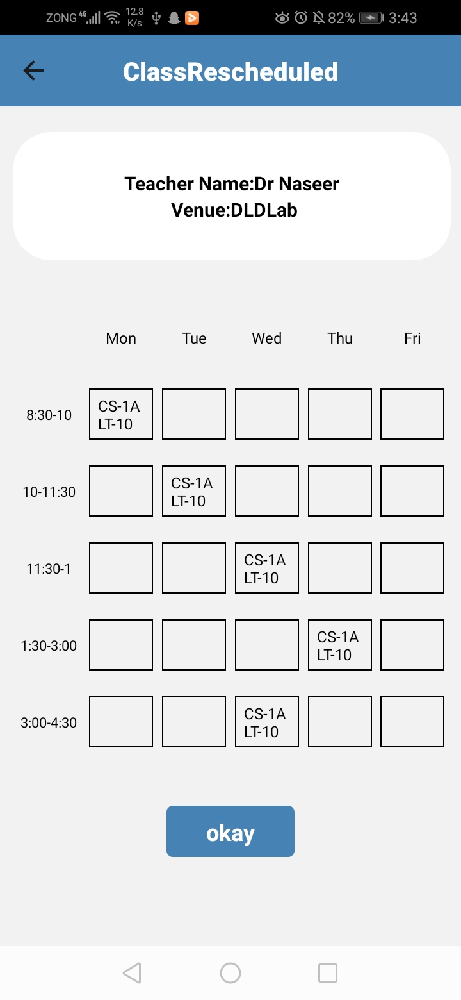 ZONG 4G 12.8 K/s 82% 3:43
ClassRescheduled
Teacher Name:Dr Naseer
Venue:DLDLab
Mon Tue Wed Thu Fri
8:30-10
CS-1A
LT-10
10-11:30
CS-1A
LT-10
11:30-1
CS-1A
LT-10
1:30-3:00
CS-1A
LT-10
3:00-4:30
CS-1A
LT-10
okay